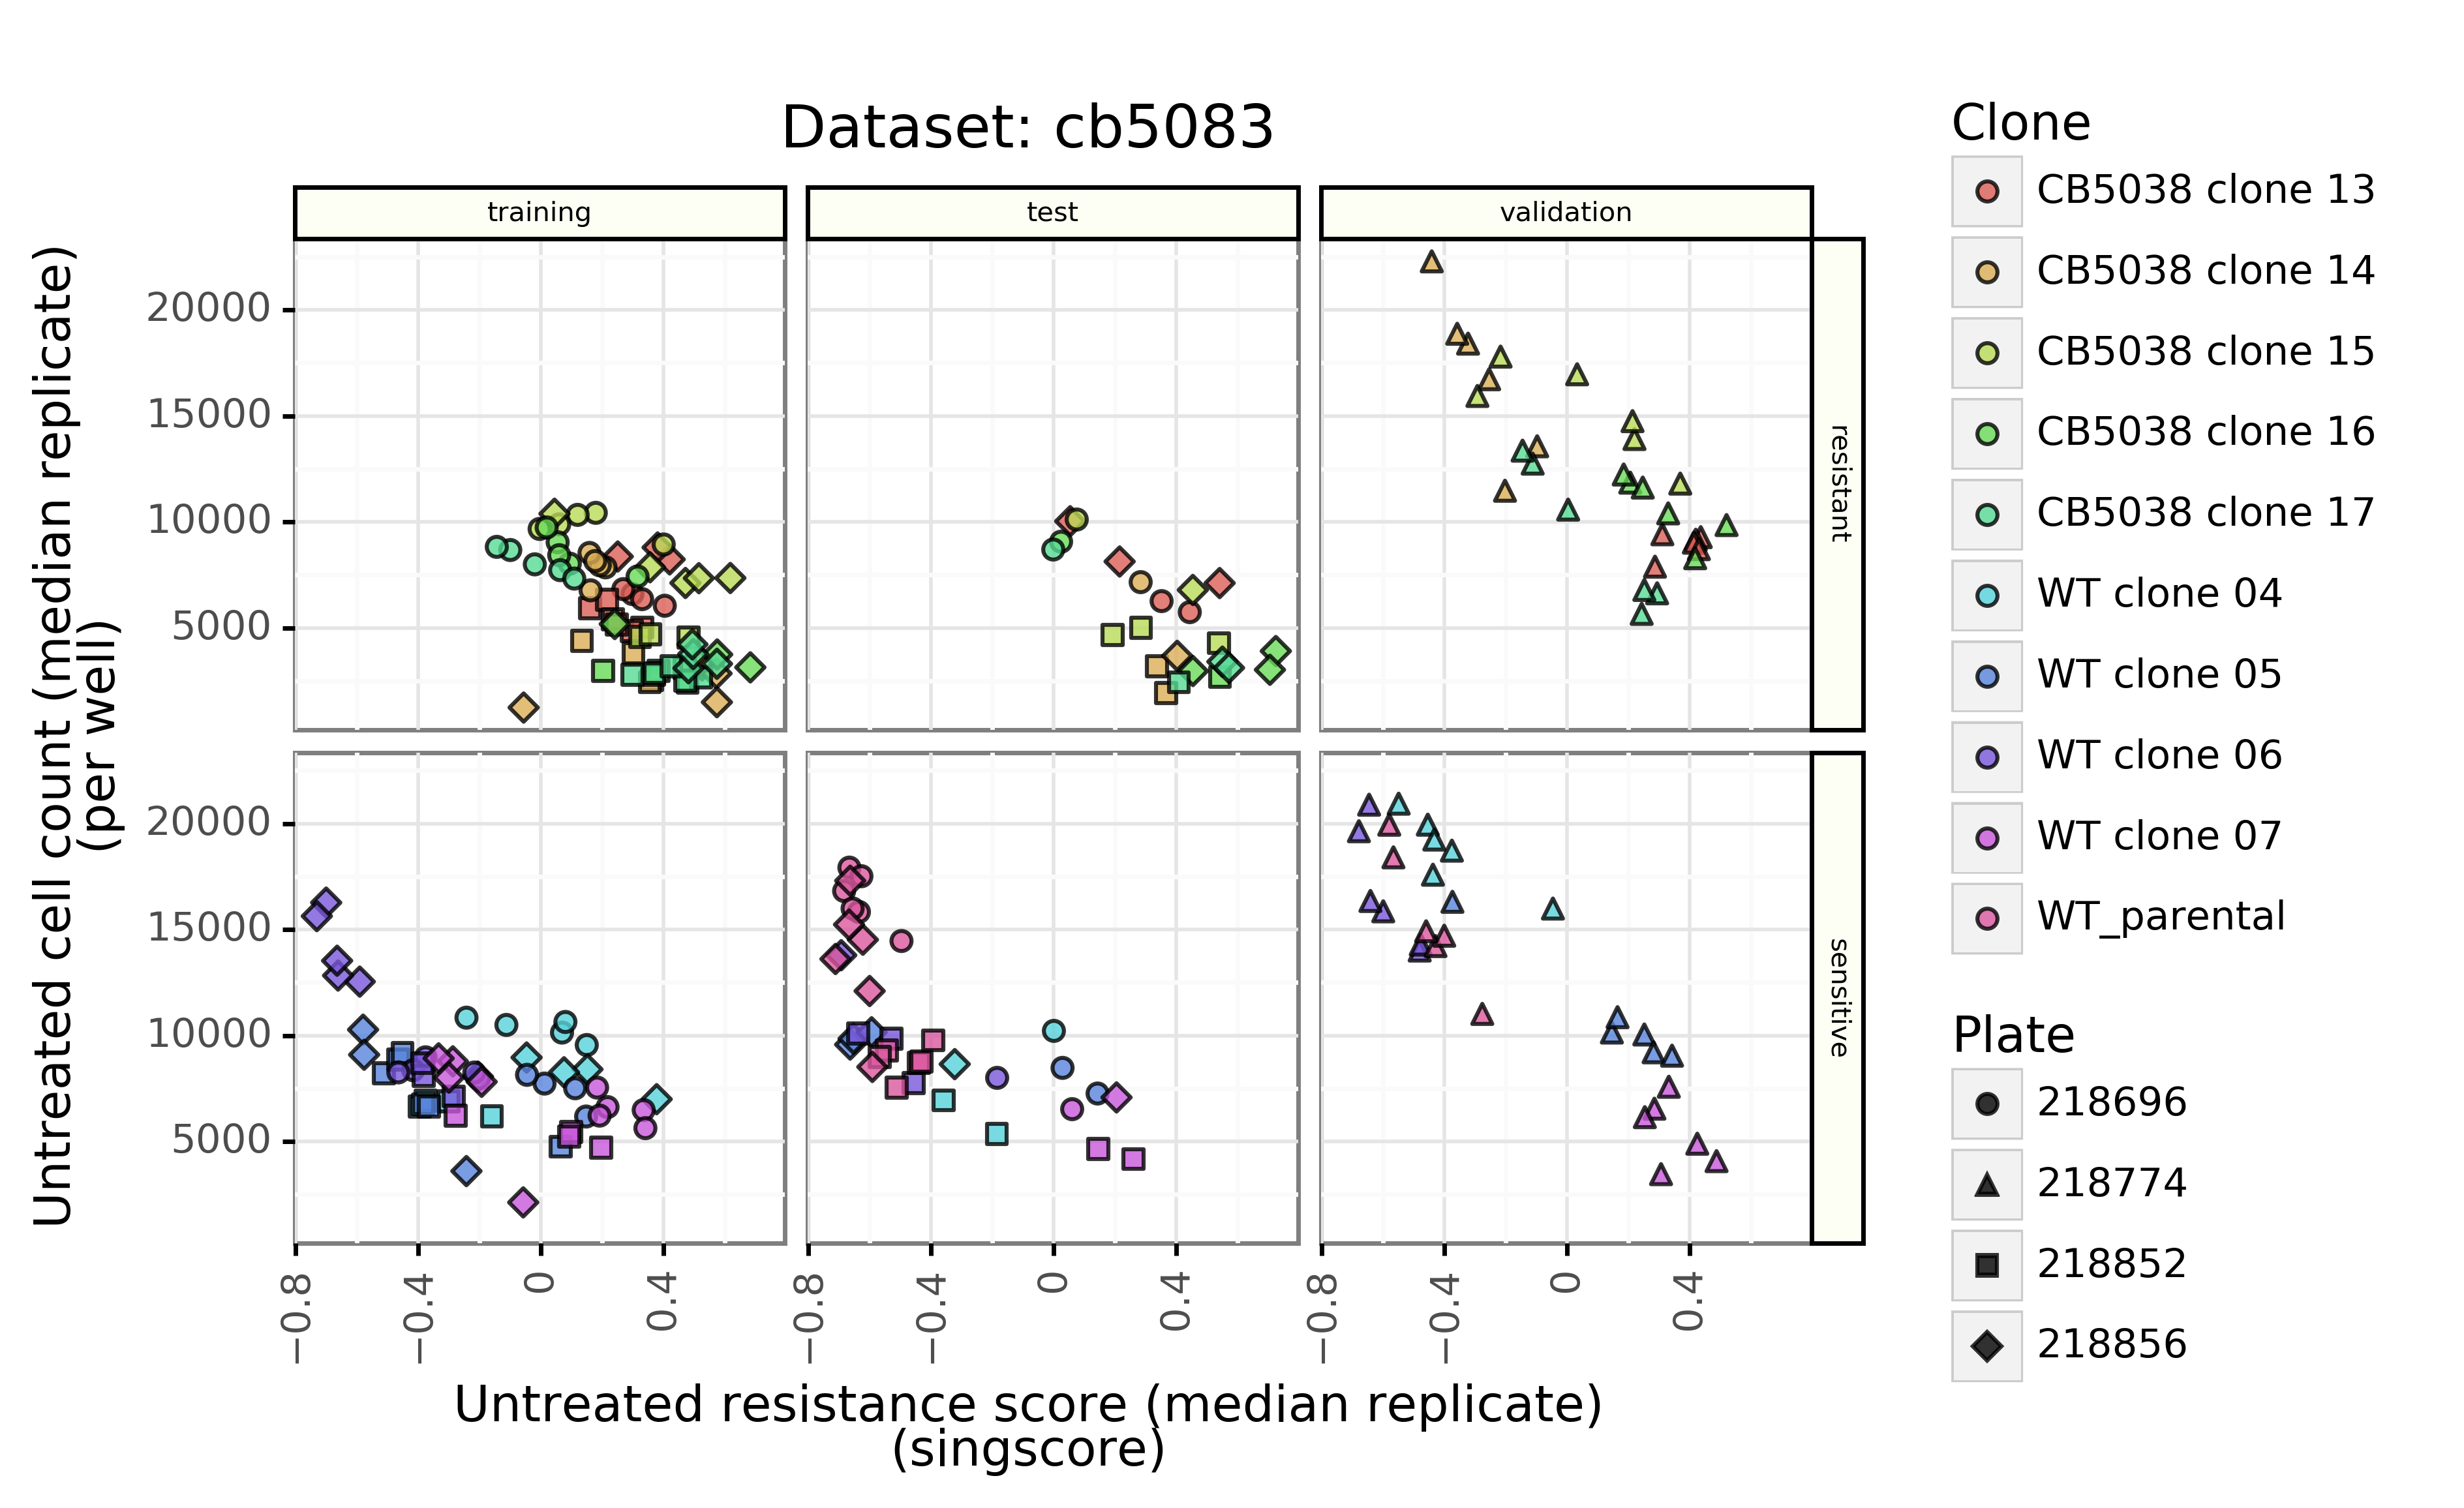 Dataset: cb5083
training
test
validation
resistant
sensitive
Untreated cell count (median replicate)
(per well)
20000
15000
10000
5000
20000
15000
10000
5000
−0.8
−0.4
0
0.4
−0.8
−0.4
0
0.4
−0.8
−0.4
0
0.4
Untreated resistance score (median replicate)
(singscore)
Clone
CB5038 clone 13
CB5038 clone 14
CB5038 clone 15
CB5038 clone 16
CB5038 clone 17
WT clone 04
WT clone 05
WT clone 06
WT clone 07
WT_parental
Plate
218696
218774
218852
218856